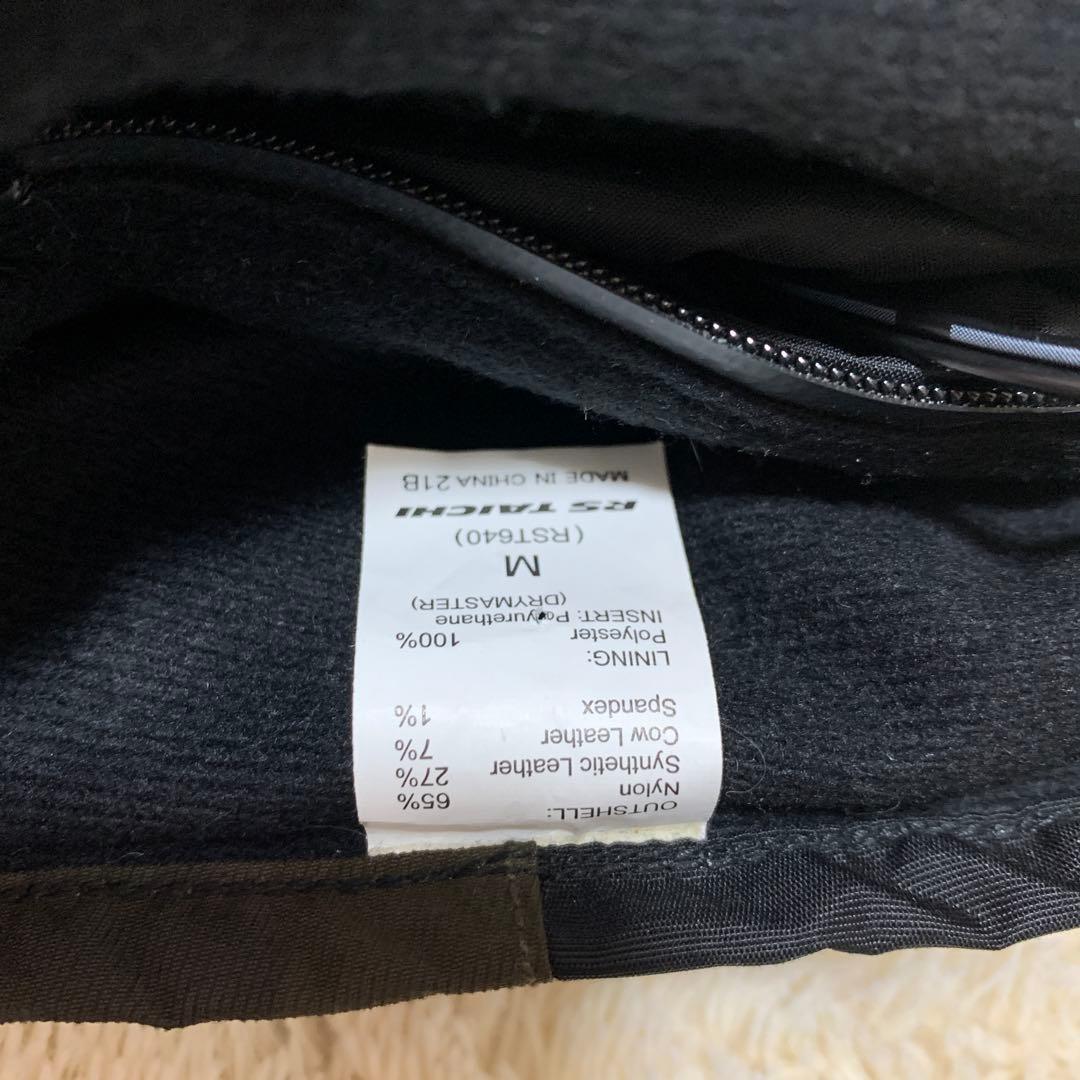 OUTSHELL:
Nylon 65%
Synthetic Leather 27%
Cow Leather 7%
Spandex 1%
LINING:
Polyester 100%
INSERT: Polyurethane
(DRYMASTER)
M
(RST640)
RS TAICHI
MADE IN CHINA 21B